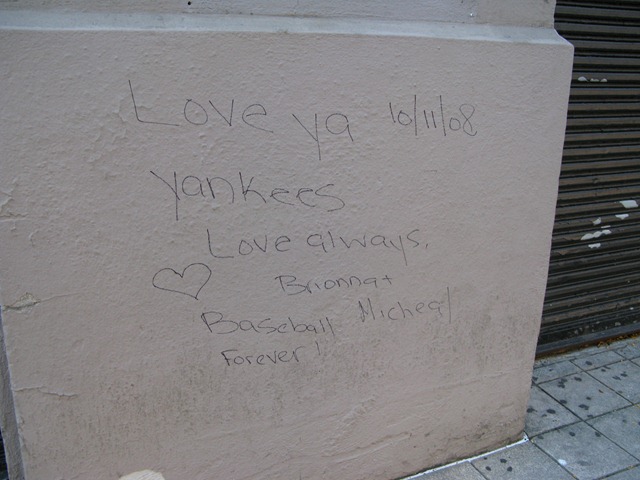 Love ya 10/11/08
Yankees
Love always,
Brionna +
Micheal
Baseball
Forever!